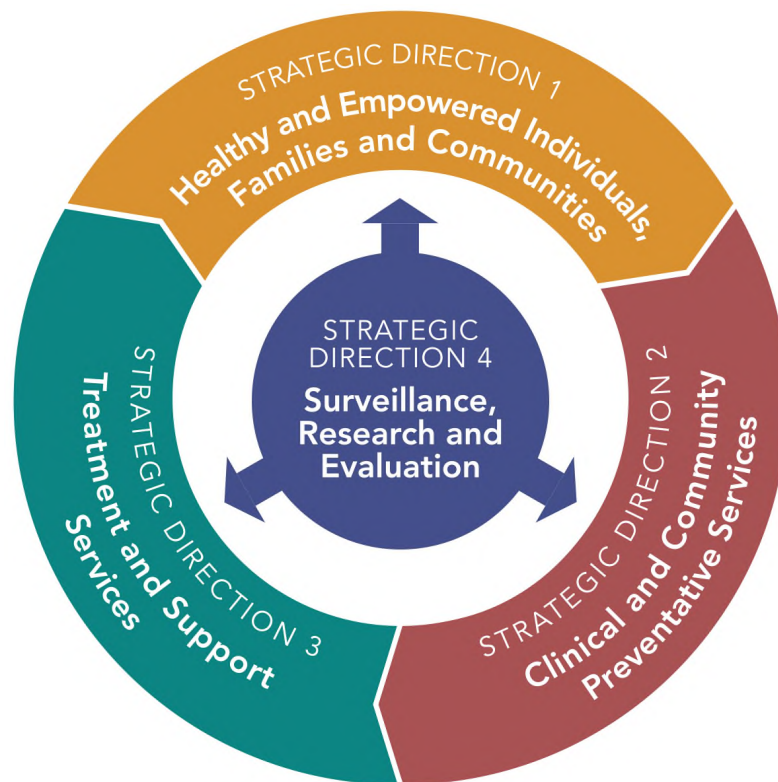 STRATEGIC DIRECTION 1
Healthy and Empowered Individuals,
Families and Communities
STRATEGIC DIRECTION 2
Clinical and Community
Preventative Services
STRATEGIC DIRECTION 3
Treatment and Support
Services
STRATEGIC
DIRECTION 4
Surveillance,
Research and
Evaluation